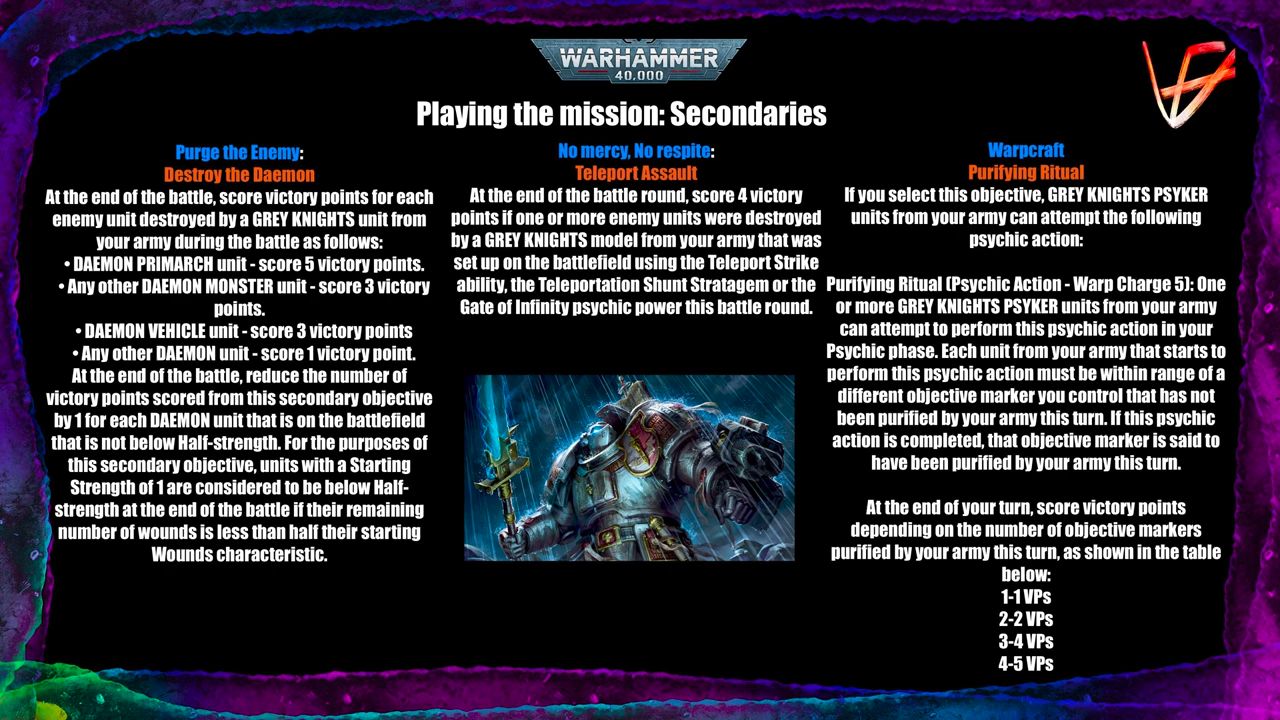 WARHAMMER
40,000
Playing the mission: Secondaries
Purge the Enemy:
Destroy the Daemon
At the end of the battle, score victory points for each
enemy unit destroyed by a GREY KNIGHTS unit from
your army during the battle as follows:
• DAEMON PRIMARCH unit - score 5 victory points.
• Any other DAEMON MONSTER unit - score 3 victory
points.
• DAEMON VEHICLE unit - score 3 victory points
• Any other DAEMON unit - score 1 victory point.
At the end of the battle, reduce the number of
victory points scored from this secondary objective
by 1 for each DAEMON unit that is on the battlefield
that is not below Half-strength. For the purposes of
this secondary objective, units with a Starting
Strength of 1 are considered to be below Half-
strength at the end of the battle if their remaining
number of wounds is less than half their starting
Wounds characteristic.
No mercy, No respite:
Teleport Assault
At the end of the battle round, score 4 victory
points if one or more enemy units were destroyed
by a GREY KNIGHTS model from your army that was
set up on the battlefield using the Teleport Strike
ability, the Teleportation Shunt Stratagem or the
Gate of Infinity psychic power this battle round.
Warpcraft
Purifying Ritual
If you select this objective, GREY KNIGHTS PSYKER
units from your army can attempt the following
psychic action:
Purifying Ritual (Psychic Action - Warp Charge 5): One
or more GREY KNIGHTS PSYKER units from your army
can attempt to perform this psychic action in your
Psychic phase. Each unit from your army that starts to
perform this psychic action must be within range of a
different objective marker you control that has not
been purified by your army this turn. If this psychic
action is completed, that objective marker is said to
have been purified by your army this turn.
At the end of your turn, score victory points
depending on the number of objective markers
purified by your army this turn, as shown in the table
below:
1-1 VPs
2-2 VPs
3-4 VPs
4-5 VPs